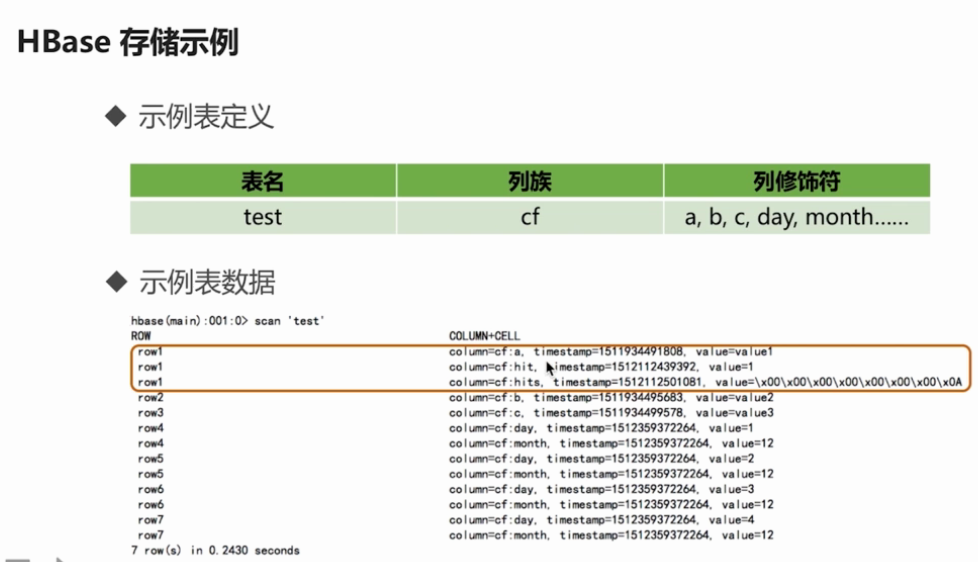 HBase 存储示例
◆ 示例表定义
表名 列族 列修饰符
test cf a, b, c, day, month……
◆ 示例表数据
hbase(main):001:0> scan 'test'
ROW COLUMN+CELL
row1 column=cf:a, timestamp=1511934491808, value=value1
row1 column=cf:hit, timestamp=1512112439392, value=1
row1 column=cf:hits, timestamp=1512112501081, value=\x00\x00\x00\x00\x00\x00\x00\x0A
row2 column=cf:b, timestamp=1511934495683, value=value2
row3 column=cf:c, timestamp=1511934499578, value=value3
row4 column=cf:day, timestamp=1512359372264, value=1
row4 column=cf:month, timestamp=1512359372264, value=12
row5 column=cf:day, timestamp=1512359372264, value=2
row5 column=cf:month, timestamp=1512359372264, value=12
row6 column=cf:day, timestamp=1512359372264, value=3
row6 column=cf:month, timestamp=1512359372264, value=12
row7 column=cf:day, timestamp=1512359372264, value=4
row7 column=cf:month, timestamp=1512359372264, value=12
7 row(s) in 0.2430 seconds